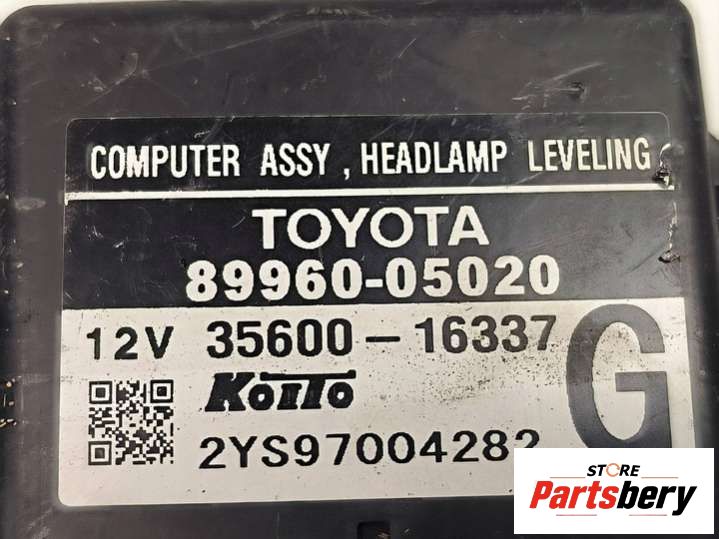 COMPUTER ASSY , HEADLAMP LEVELING
TOYOTA
89960-05020
12V 35600-16337
G
KOITO
2YS97004282
STORE
Partsbery